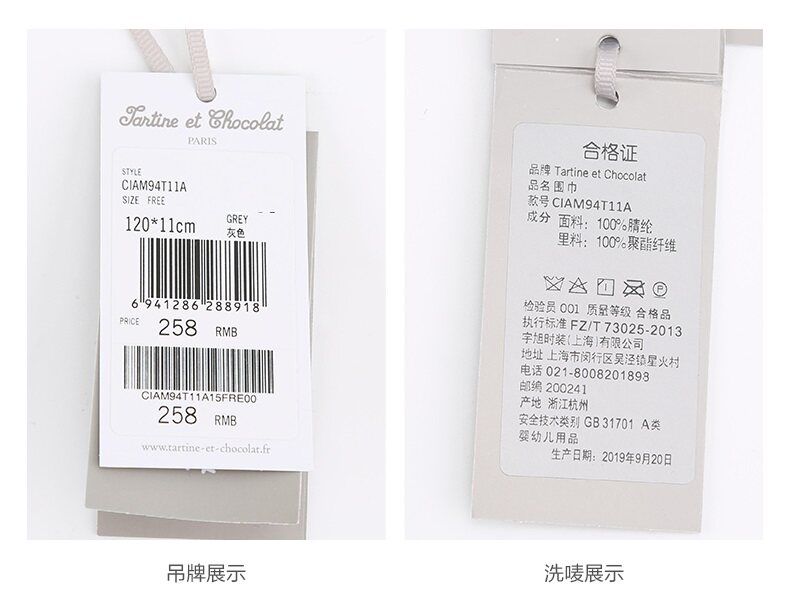 Tartine et Chocolat
PARIS
STYLE
CIAM94T11A
SIZE FREE
120*11cm
GREY
灰色
6 941286 288918
PRICE 258 RMB
CIAM94T11A15FRE00
258 RMB
www.tartine-et-chocolat.fr
合格证
品牌 Tartine et Chocolat
品名 围巾
款号 CIAM94T11A
成分 面料：100%腈纶
里料：100%聚酯纤维
检验员 001 质量等级 合格品
执行标准 FZ/T 73025-2013
宇旭时装(上海)有限公司
地址 上海市闵行区吴泾镇星火村
电话 021-8008201898
邮编 200241
产地 浙江杭州
安全技术类别 GB 31701 A类
婴幼儿用品
生产日期：2019年9月20日
吊牌展示
洗唛展示